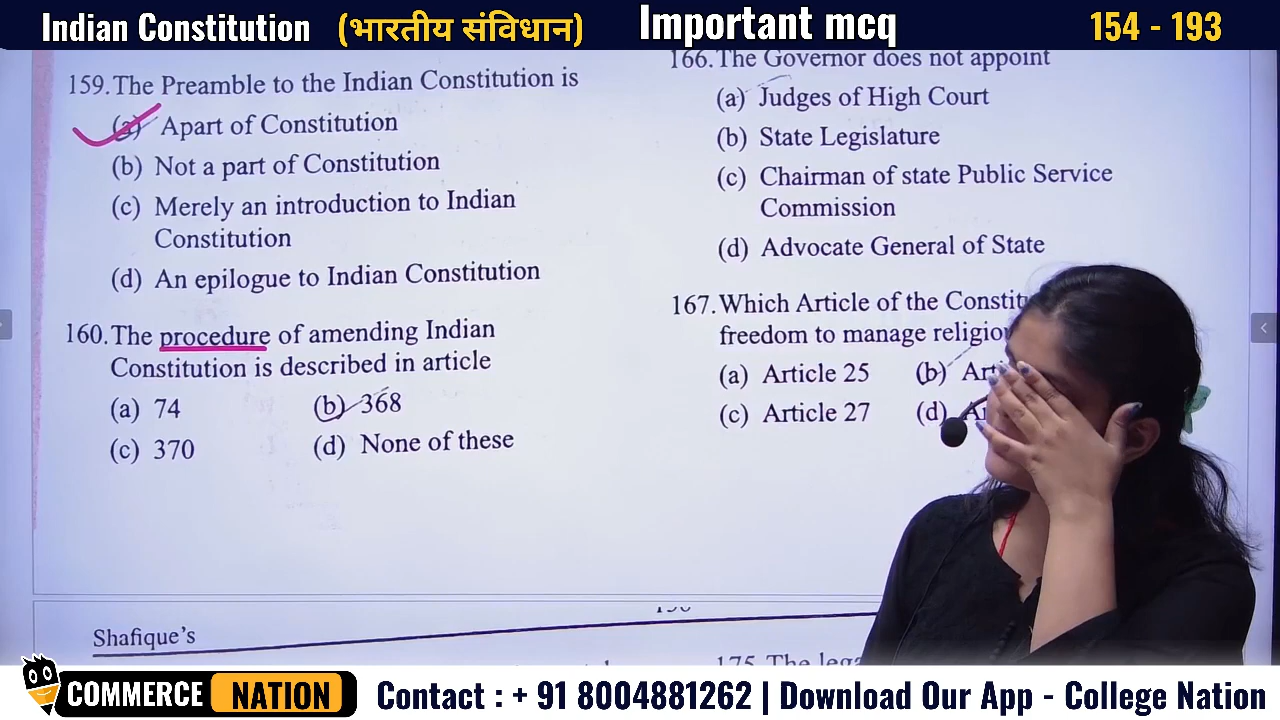 Indian Constitution (भारतीय संविधान) Important mcq 154 - 193
159. The Preamble to the Indian Constitution is
(a) Apart of Constitution
(b) Not a part of Constitution
(c) Merely an introduction to Indian
Constitution
(d) An epilogue to Indian Constitution
160. The procedure of amending Indian
Constitution is described in article
(a) 74 (b) 368
(c) 370 (d) None of these
166. The Governor does not appoint
(a) Judges of High Court
(b) State Legislature
(c) Chairman of state Public Service
Commission
(d) Advocate General of State
167. Which Article of the
freedom to manage
(a) Article 25 (b)
(c) Article 27 (d)
Shafique's
175. The
COMMERCE NATION
Contact : + 91 8004881262 | Download Our App - College Nation